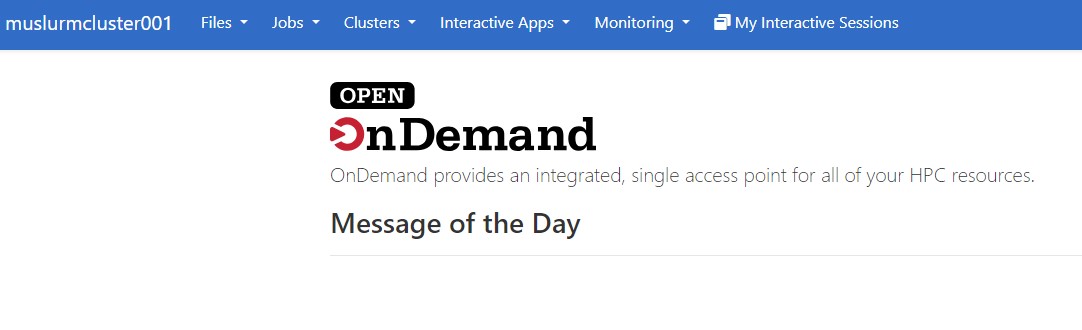 muslurmcluster001 Files Jobs Clusters Interactive Apps Monitoring My Interactive Sessions
OPEN
OnDemand
OnDemand provides an integrated, single access point for all of your HPC resources.
Message of the Day